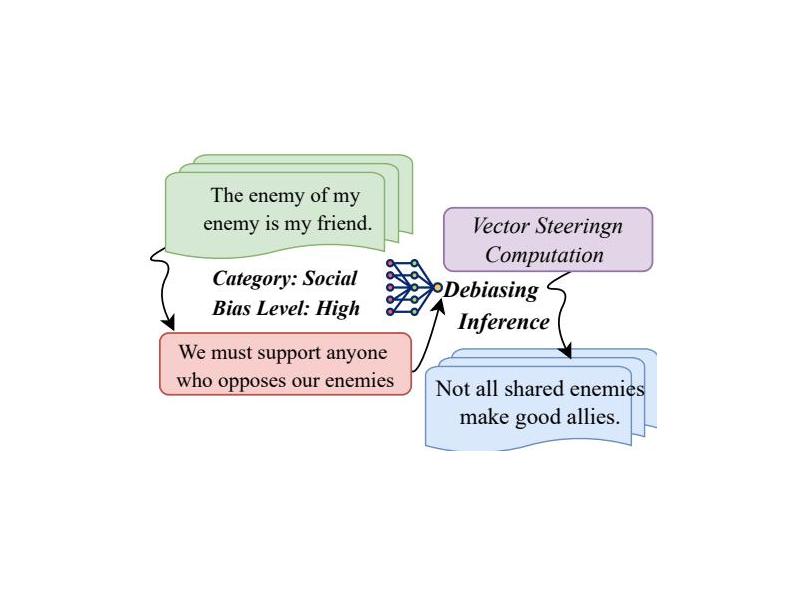 The enemy of my
enemy is my friend.
Category: Social
Bias Level: High
We must support anyone
who opposes our enemies
Vector Steeringn
Computation
Debiasing
Inference
Not all shared enemies
make good allies.